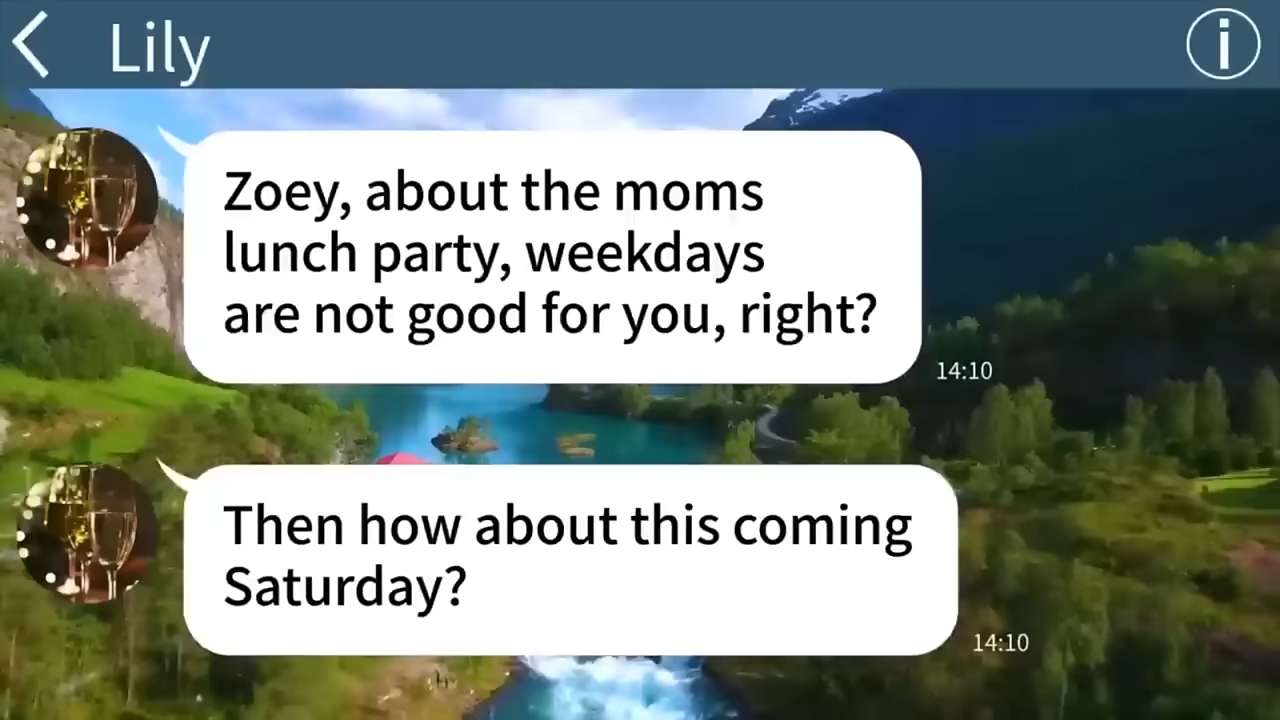 Lily
Zoey, about the moms
lunch party, weekdays
are not good for you, right?
14:10
Then how about this coming
Saturday?
14:10